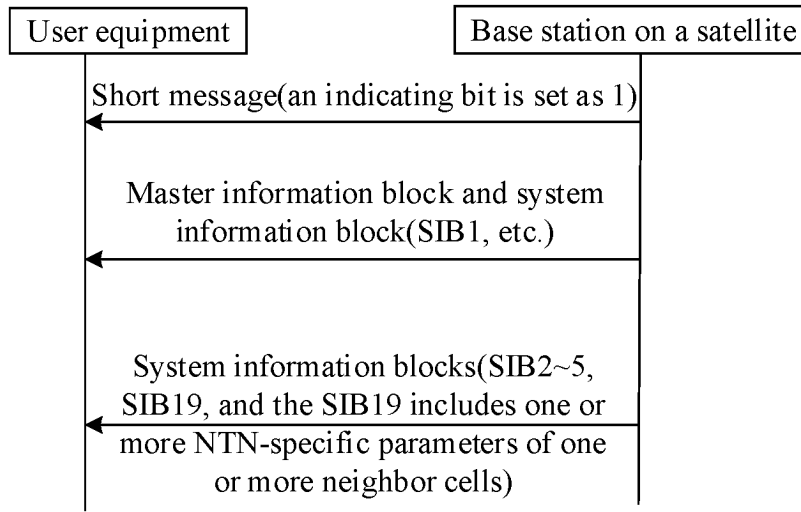 User equipment
Base station on a satellite
Short message(an indicating bit is set as 1)
Master information block and system
information block(SIB1, etc.)
System information blocks(SIB2~5,
SIB19, and the SIB19 includes one or
more NTN-specific parameters of one
or more neighbor cells)